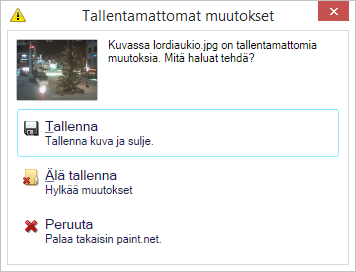 Tallentamattomat muutokset
Kuvassa lordiaukio.jpg on tallentamattomia
muutoksia. Mitä haluat tehdä?
Tallenna
Tallenna kuva ja sulje.
Älä tallenna
Hylkää muutokset
Peruuta
Palaa takaisin paint.net.